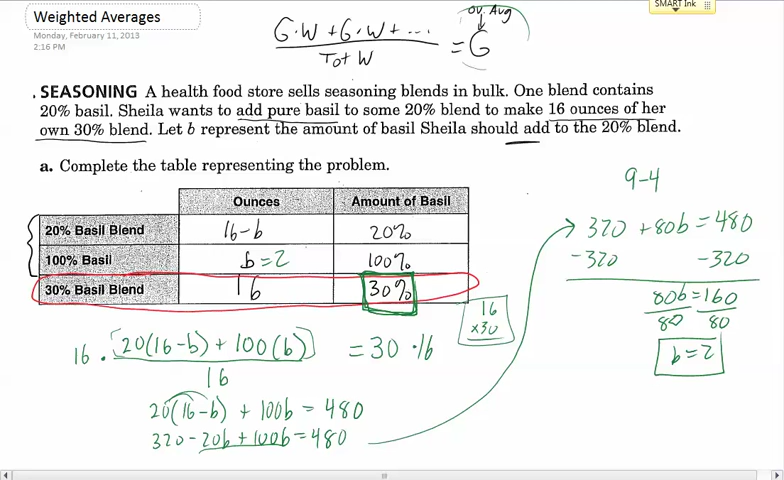 Weighted Averages
Monday, February 11, 2013
2:16 PM
SMART Ink
Ov. Avg
G·W + G·W + ... / Tot W = G
. SEASONING A health food store sells seasoning blends in bulk. One blend contains
20% basil. Sheila wants to add pure basil to some 20% blend to make 16 ounces of her
own 30% blend. Let b represent the amount of basil Sheila should add to the 20% blend.
a. Complete the table representing the problem.
Ounces Amount of Basil
20% Basil Blend 16-b 20%
100% Basil b=2 100%
30% Basil Blend 16 30%
16
x30
16 · [20(16-b) + 100(b)] / 16 = 30 · 16
20(16-b) + 100b = 480
320 - 20b + 100b = 480
9-4
320 + 80b = 480
-320 -320
80b = 160
80 80
b=2